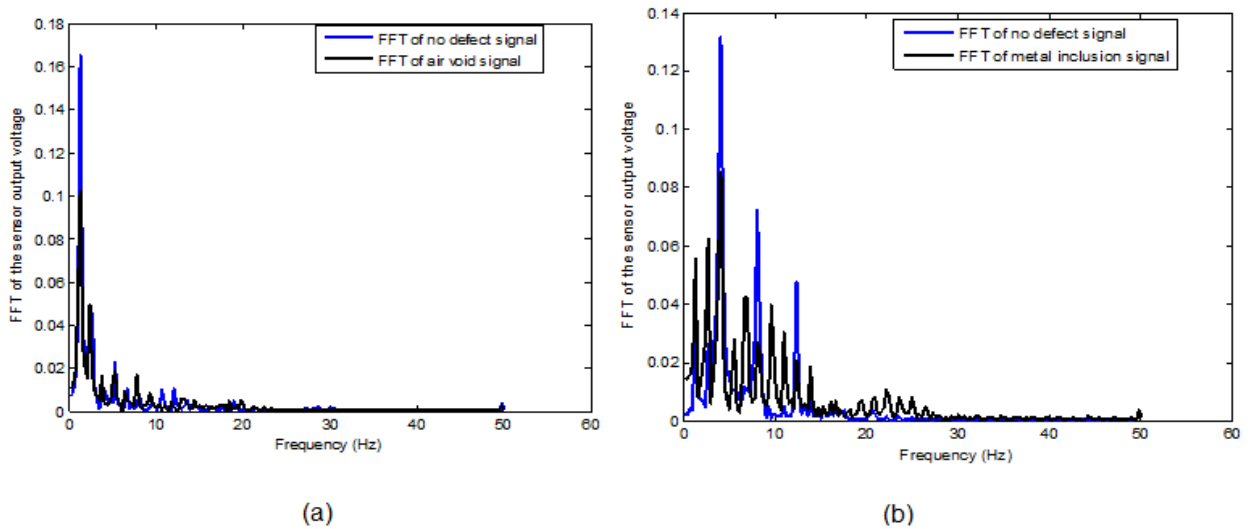 0.18
0.16
0.14
0.12
0.1
0.08
0.06
0.04
0.02
0
FFT of the sensor output voltage
FFT of no defect signal
FFT of air void signal
0 10 20 30 40 50 60
Frequency (Hz)
(a)
0.14
0.12
0.1
0.08
0.06
0.04
0.02
0
FFT of the sensor output voltage
FFT of no defect signal
FFT of metal inclusion signal
0 10 20 30 40 50 60
Frequency (Hz)
(b)